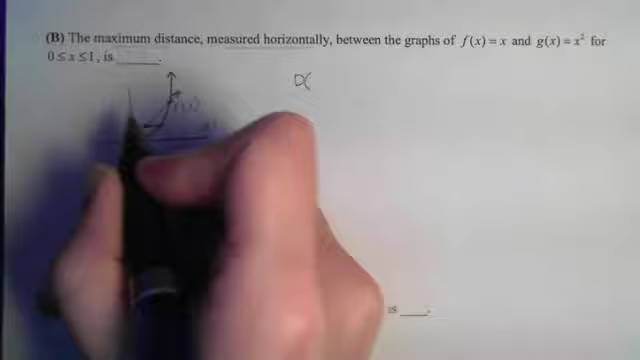 (B) The maximum distance, measured horizontally, between the graphs of f(x) = x and g(x) = x² for
0 ≤ x ≤ 1, is ______.
is ____.